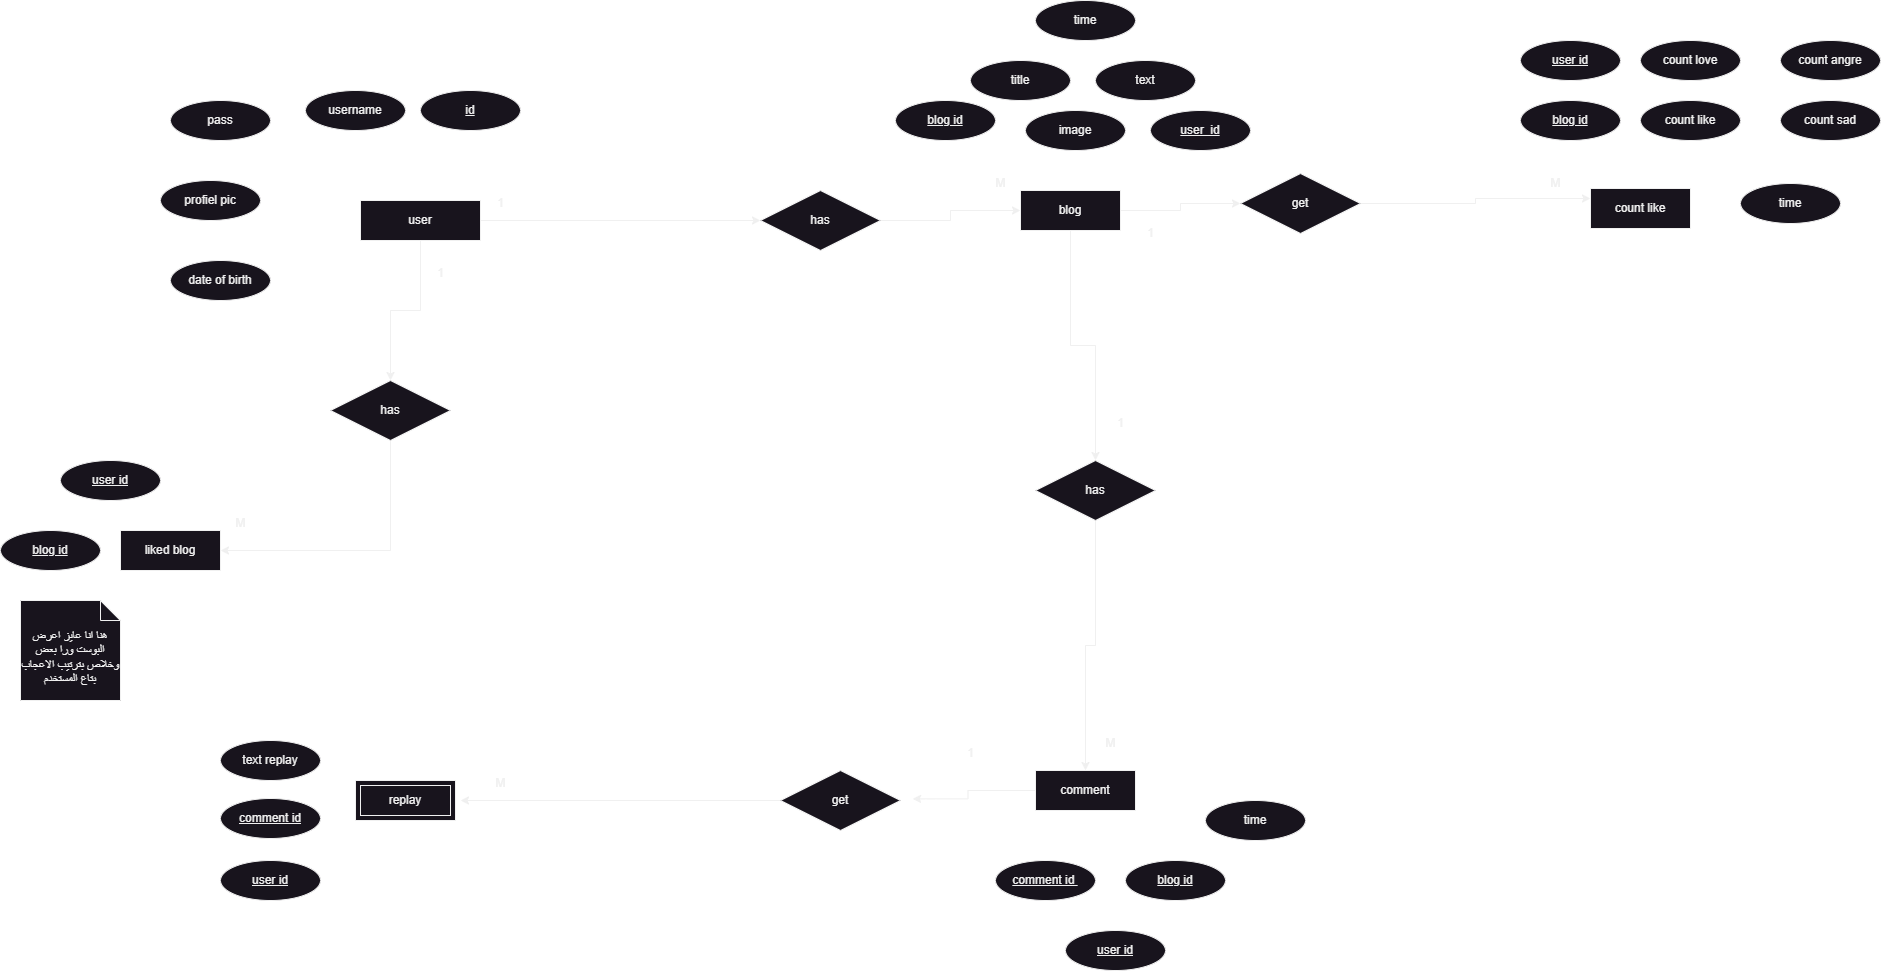 time
title
text
blog id
image
user  id
user id
count love
count angre
blog id
count like
count sad
pass
username
id
profiel pic
date of birth
user
1
has
M
blog
1
get
M
count like
time
1
has
user id
blog id
liked blog
M
هنا انا عايز اعرض
البوست ورا بعض
وخلاص بترتيب الاعجاب
بتاع المستخدم
1
has
M
comment
1
get
M
replay
text replay
comment id
user id
time
comment id
blog id
user id